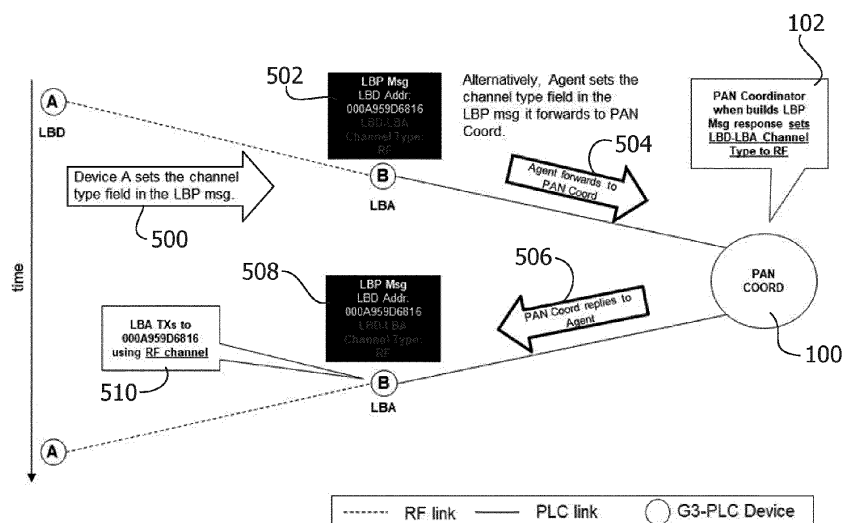 102
502
LBP Msg
LBD Addr:
000A959D6816
LBD-LBA
Channel Type:
RF
Alternatively, Agent sets the
channel type field in the
LBP msg it forwards to PAN
Coord.
PAN Coordinator
when builds LBP
Msg response sets
LBD-LBA Channel
Type to RF
A
LBD
504
Agent forwards to
PAN Coord
B
LBA
Device A sets the channel
type field in the LBP msg.
500
time
508
LBP Msg
LBD Addr:
000A959D6816
LBD-LBA
Channel Type:
RF
506
PAN Coord replies to
Agent
PAN
COORD
100
LBA TXs to
000A959D6816
using RF channel
510
B
LBA
A
RF link
PLC link
G3-PLC Device